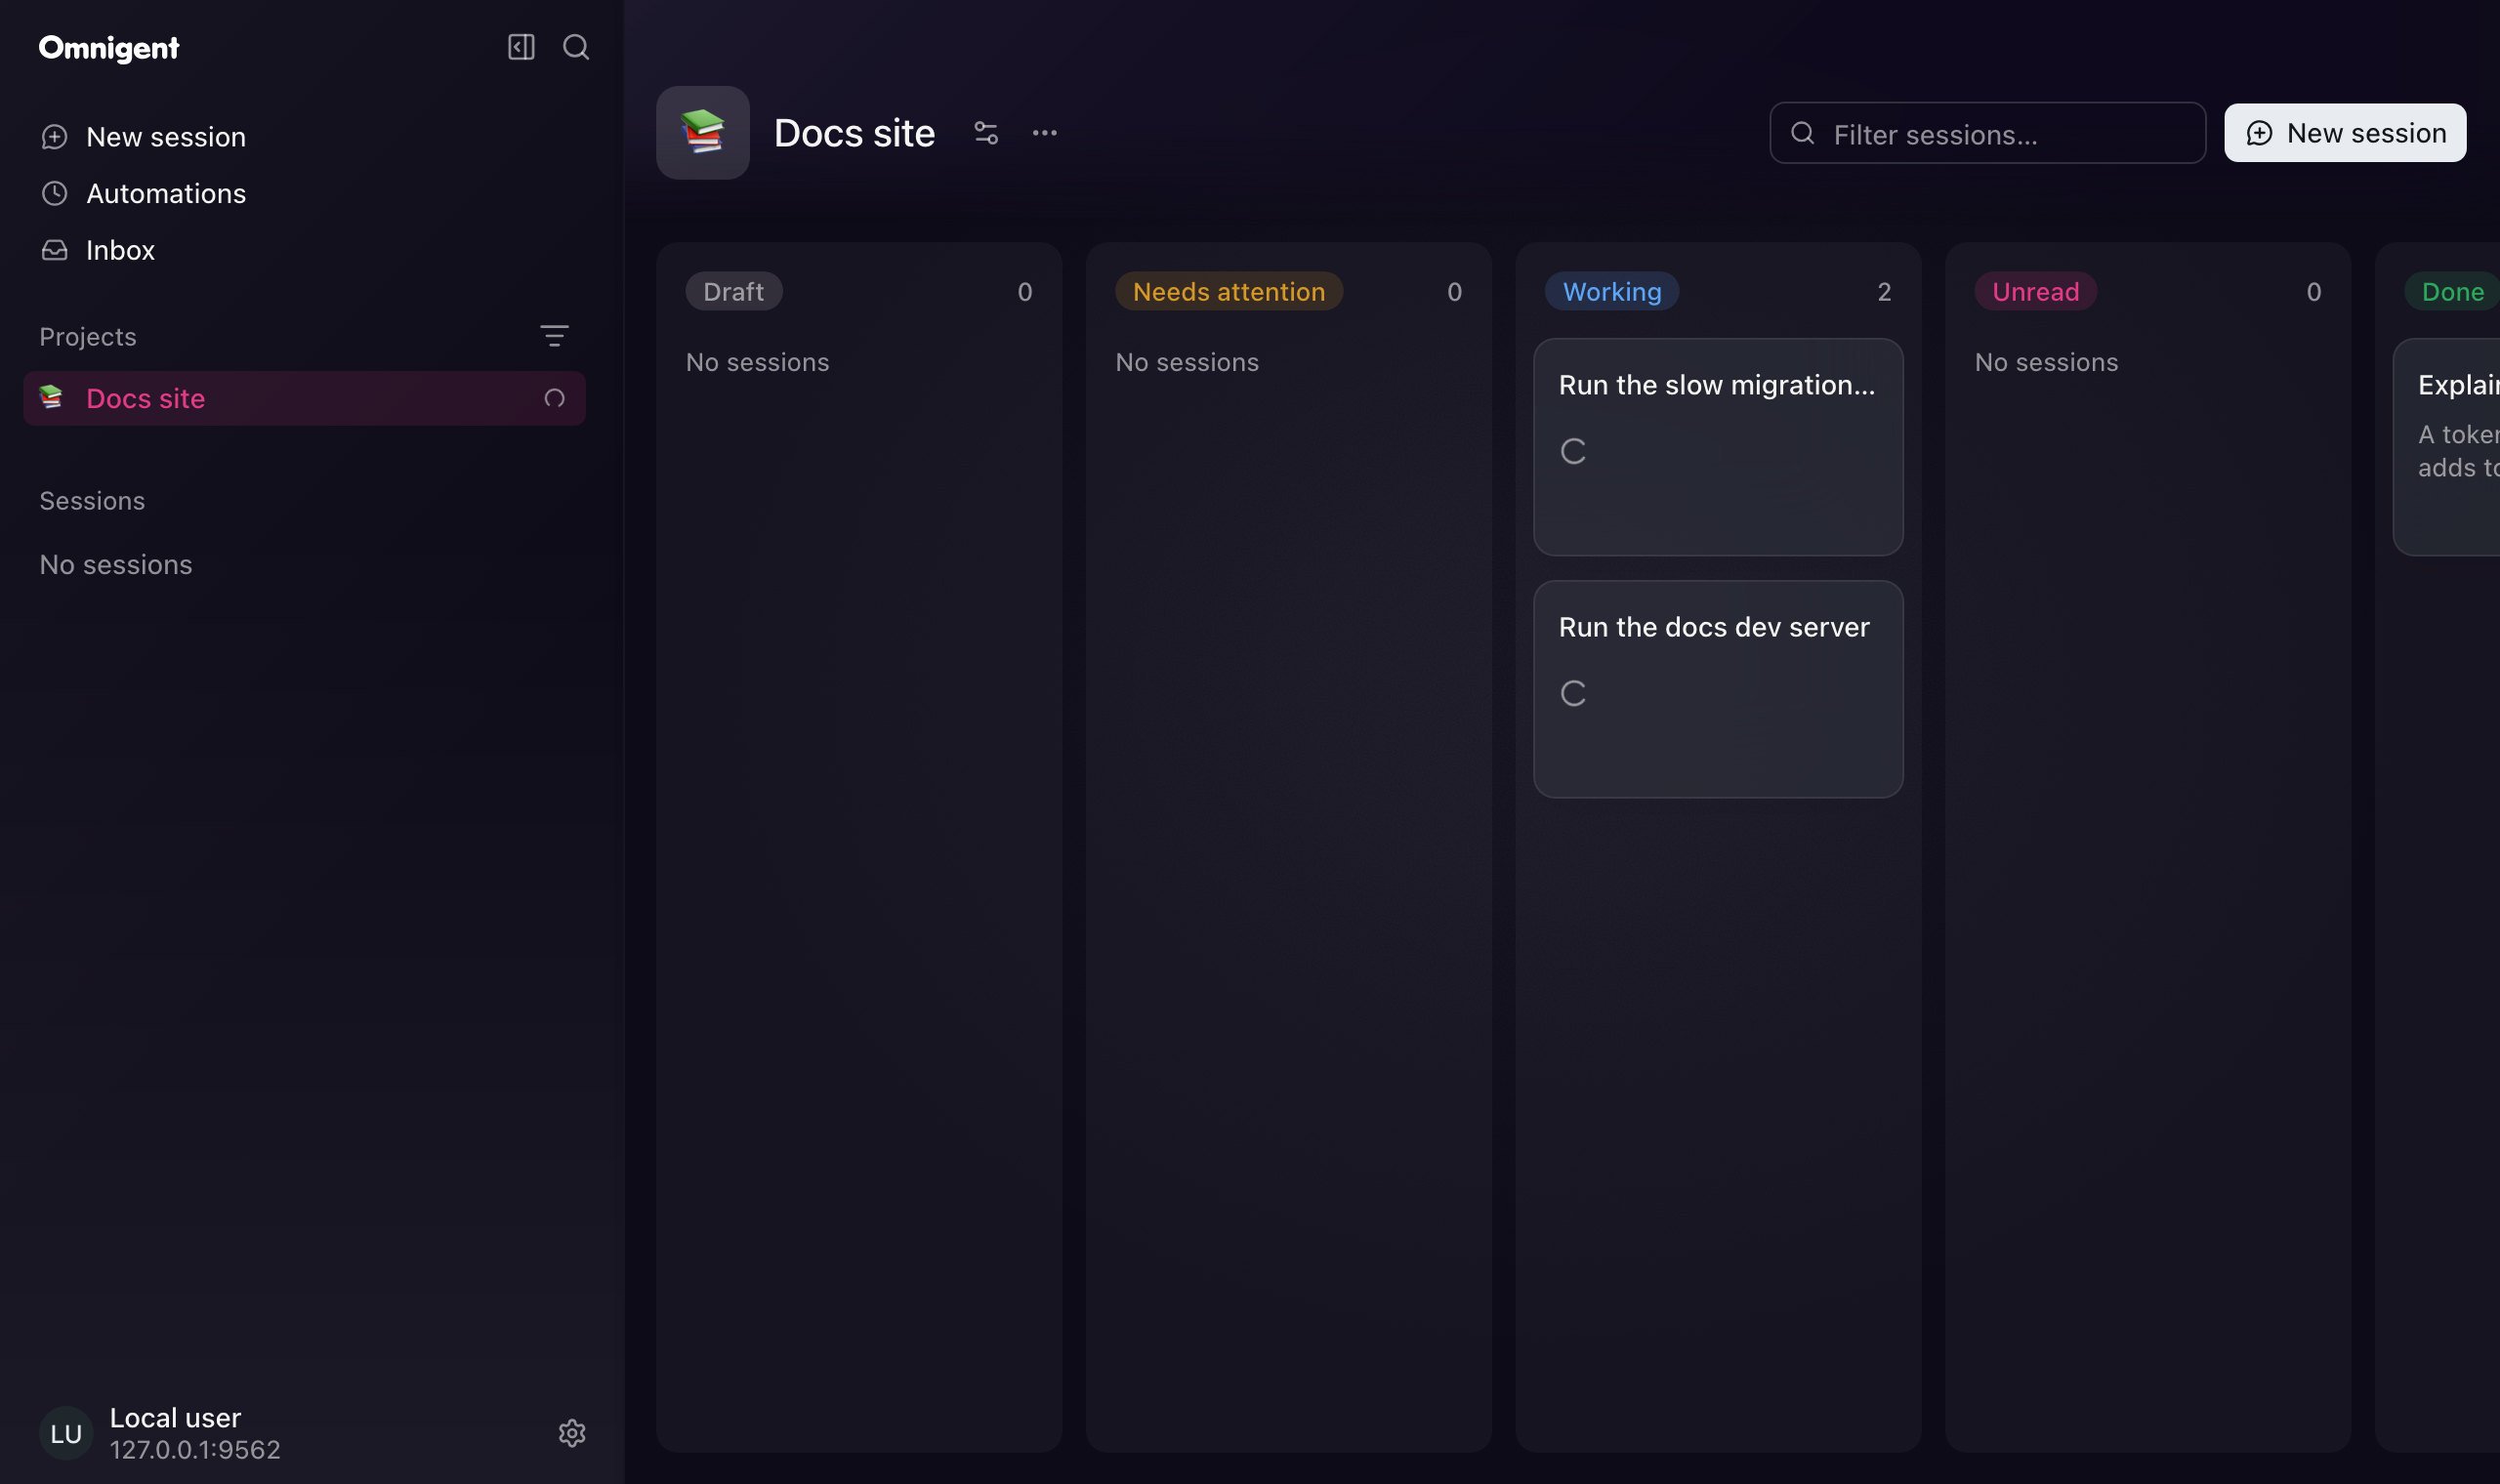 Omnigent
New session
Automations
Inbox
Projects
Docs site
Sessions
No sessions
LU
Local user
127.0.0.1:9562
Docs site
Filter sessions...
New session
Draft
0
No sessions
Needs attention
0
No sessions
Working
2
Run the slow migration...
Run the docs dev server
Unread
0
No sessions
Done
A